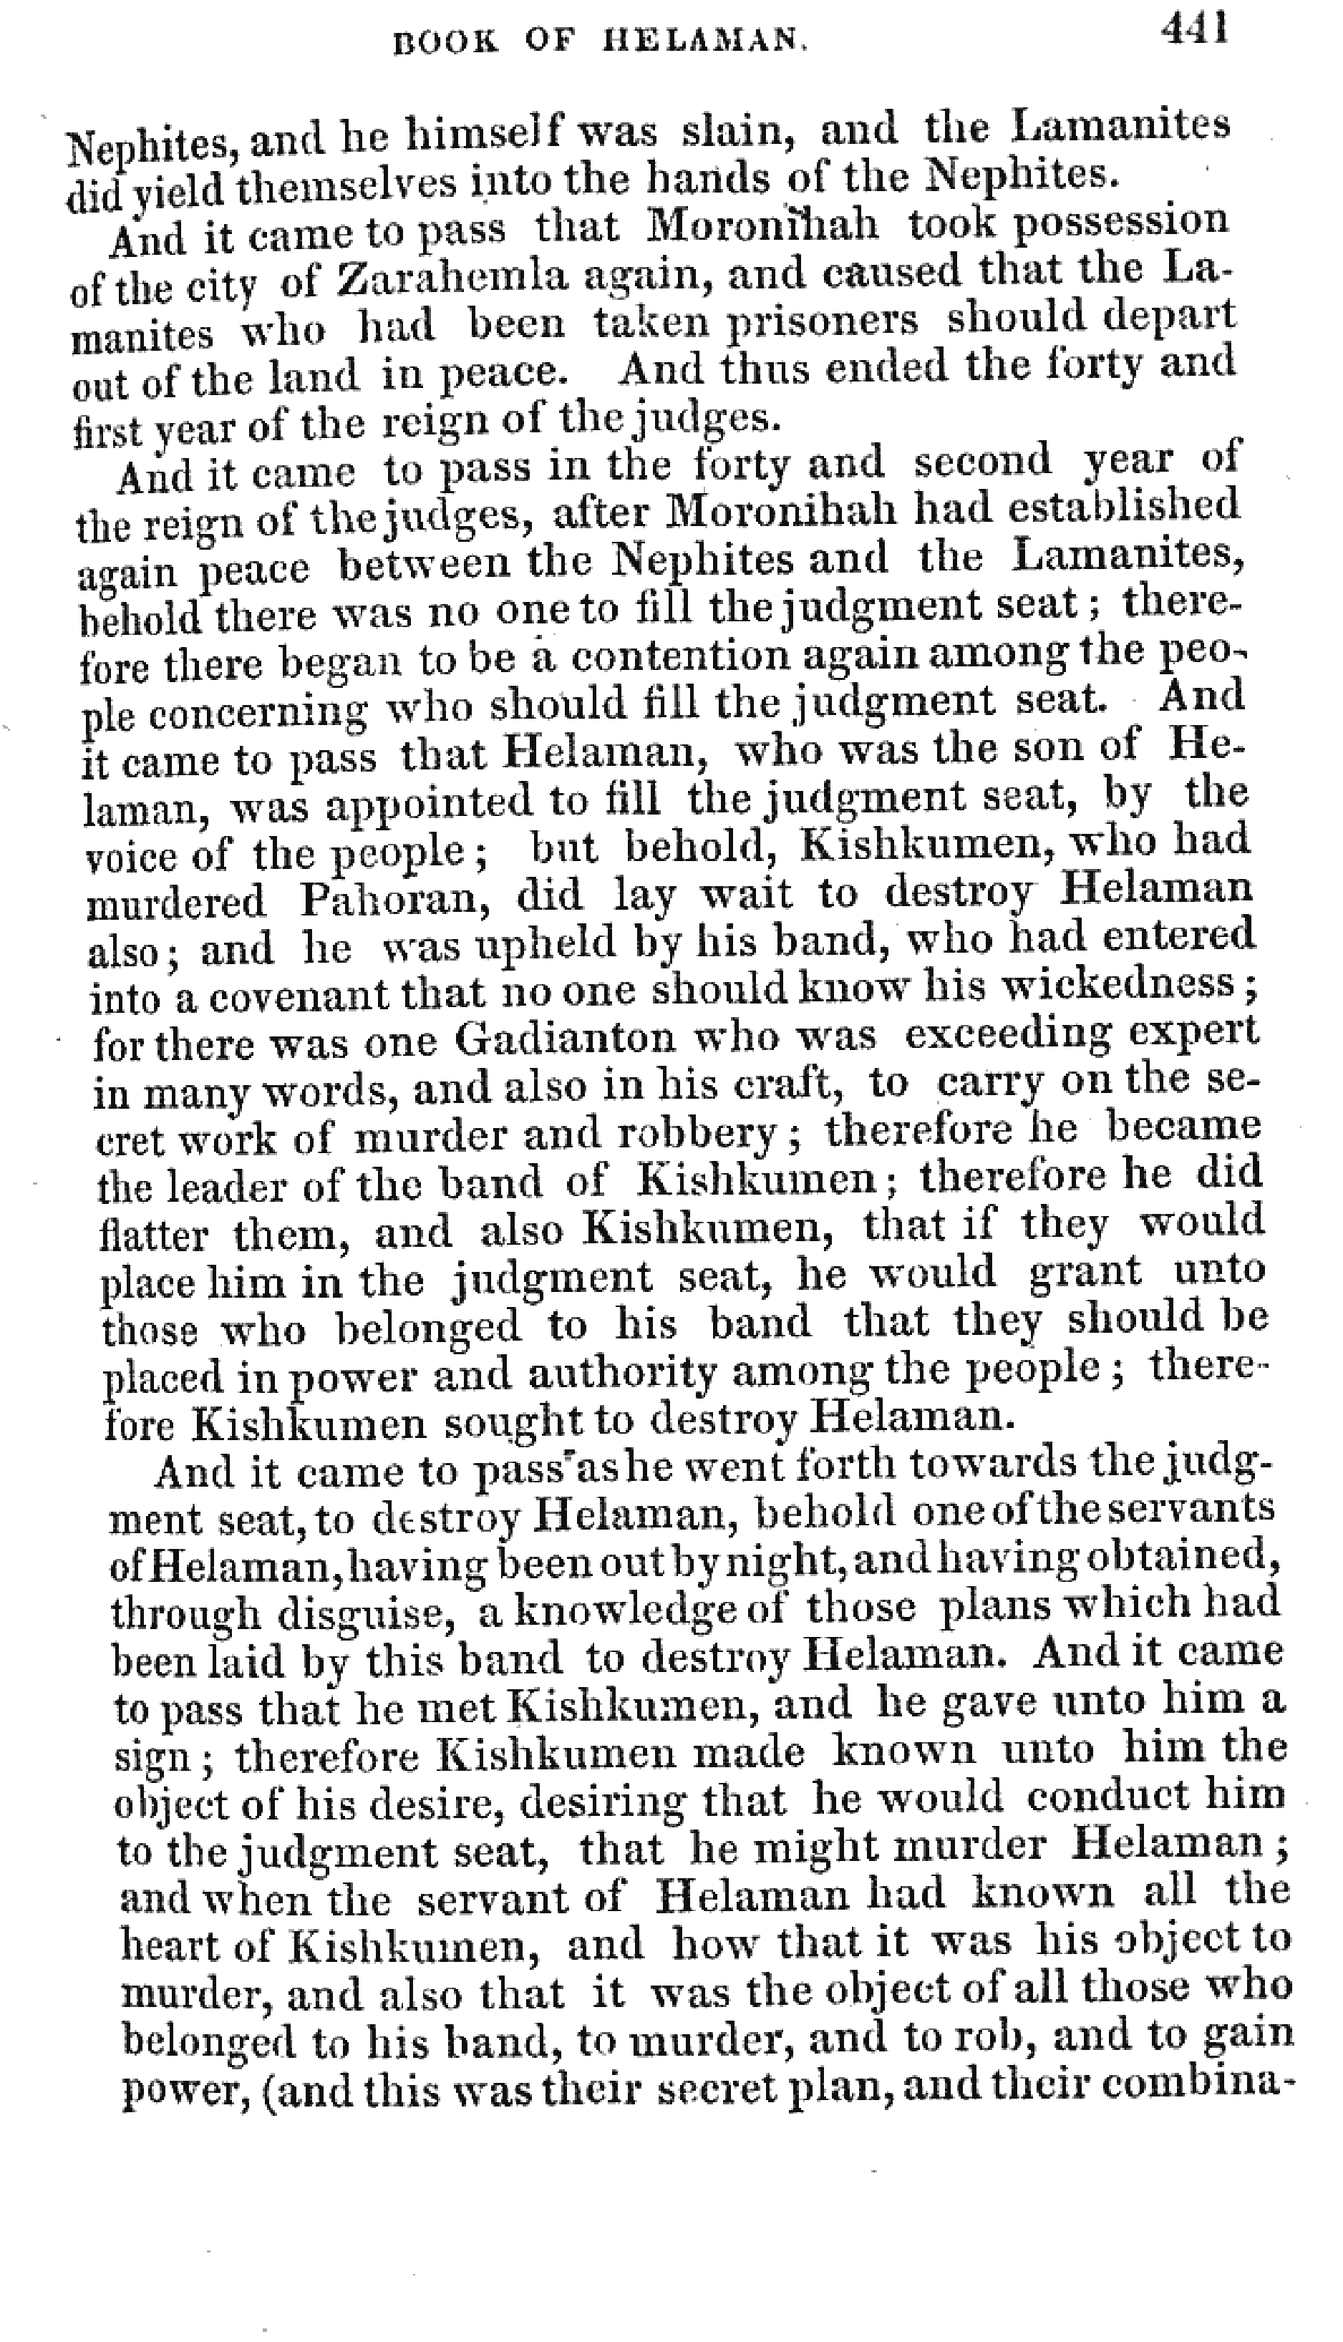 BOOK OF HELAMAN. 441
Nephites, and he himself was slain, and the Lamanites
did yield themselves into the hands of the Nephites.
And it came to pass that Moronihah took possession
of the city of Zarahemla again, and caused that the La-
manites who had been taken prisoners should depart
out of the land in peace. And thus ended the forty and
first year of the reign of the judges.
And it came to pass in the forty and second year of
the reign of the judges, after Moronihah had established
again peace between the Nephites and the Lamanites,
behold there was no one to fill the judgment seat; there-
fore there began to be a contention again among the peo-
ple concerning who should fill the judgment seat. And
it came to pass that Helaman, who was the son of He-
laman, was appointed to fill the judgment seat, by the
voice of the people; but behold, Kishkumen, who had
murdered Pahoran, did lay wait to destroy Helaman
also; and he was upheld by his band, who had entered
into a covenant that no one should know his wickedness;
for there was one Gadianton who was exceeding expert
in many words, and also in his craft, to carry on the se-
cret work of murder and robbery; therefore he became
the leader of the band of Kishkumen; therefore he did
flatter them, and also Kishkumen, that if they would
place him in the judgment seat, he would grant unto
those who belonged to his band that they should be
placed in power and authority among the people; there-
fore Kishkumen sought to destroy Helaman.
And it came to pass as he went forth towards the judg-
ment seat, to destroy Helaman, behold one of the servants
of Helaman, having been out by night, and having obtained,
through disguise, a knowledge of those plans which had
been laid by this band to destroy Helaman. And it came
to pass that he met Kishkumen, and he gave unto him a
sign; therefore Kishkumen made known unto him the
object of his desire, desiring that he would conduct him
to the judgment seat, that he might murder Helaman;
and when the servant of Helaman had known all the
heart of Kishkumen, and how that it was his object to
murder, and also that it was the object of all those who
belonged to his band, to murder, and to rob, and to gain
power, (and this was their secret plan, and their combina-